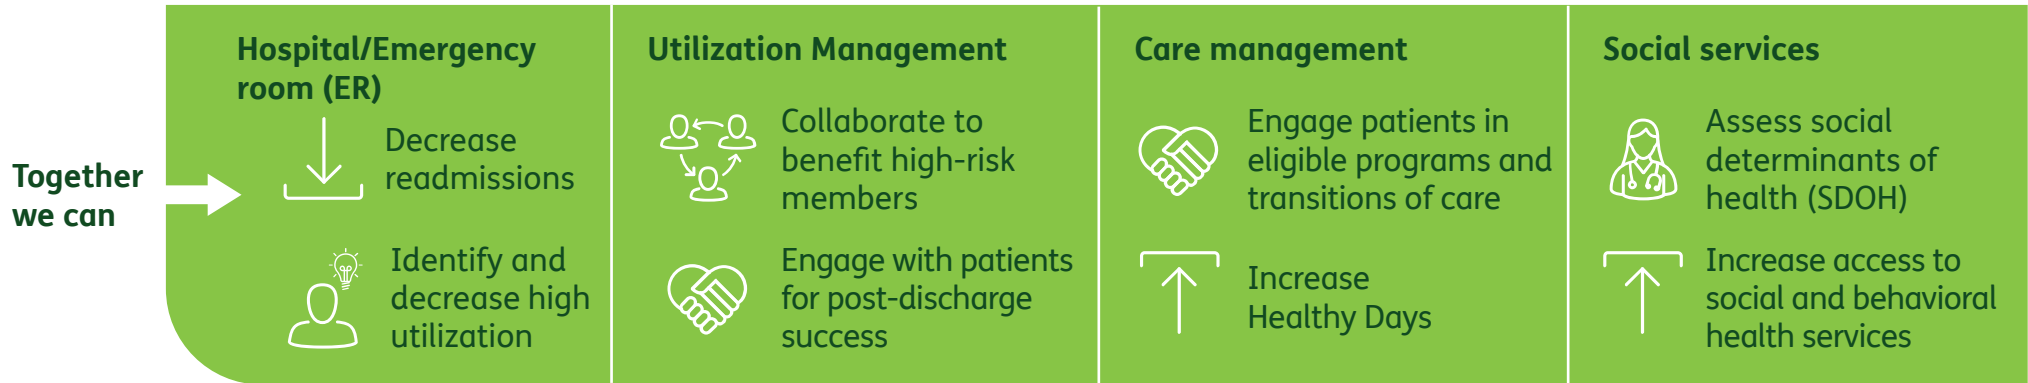 Together
we can
Hospital/Emergency
room (ER)
Decrease
readmissions
Identify and
decrease high
utilization
Utilization Management
Collaborate to
benefit high-risk
members
Engage with patients
for post-discharge
success
Care management
Engage patients in
eligible programs and
transitions of care
Increase
Healthy Days
Social services
Assess social
determinants of
health (SDOH)
Increase access to
social and behavioral
health services